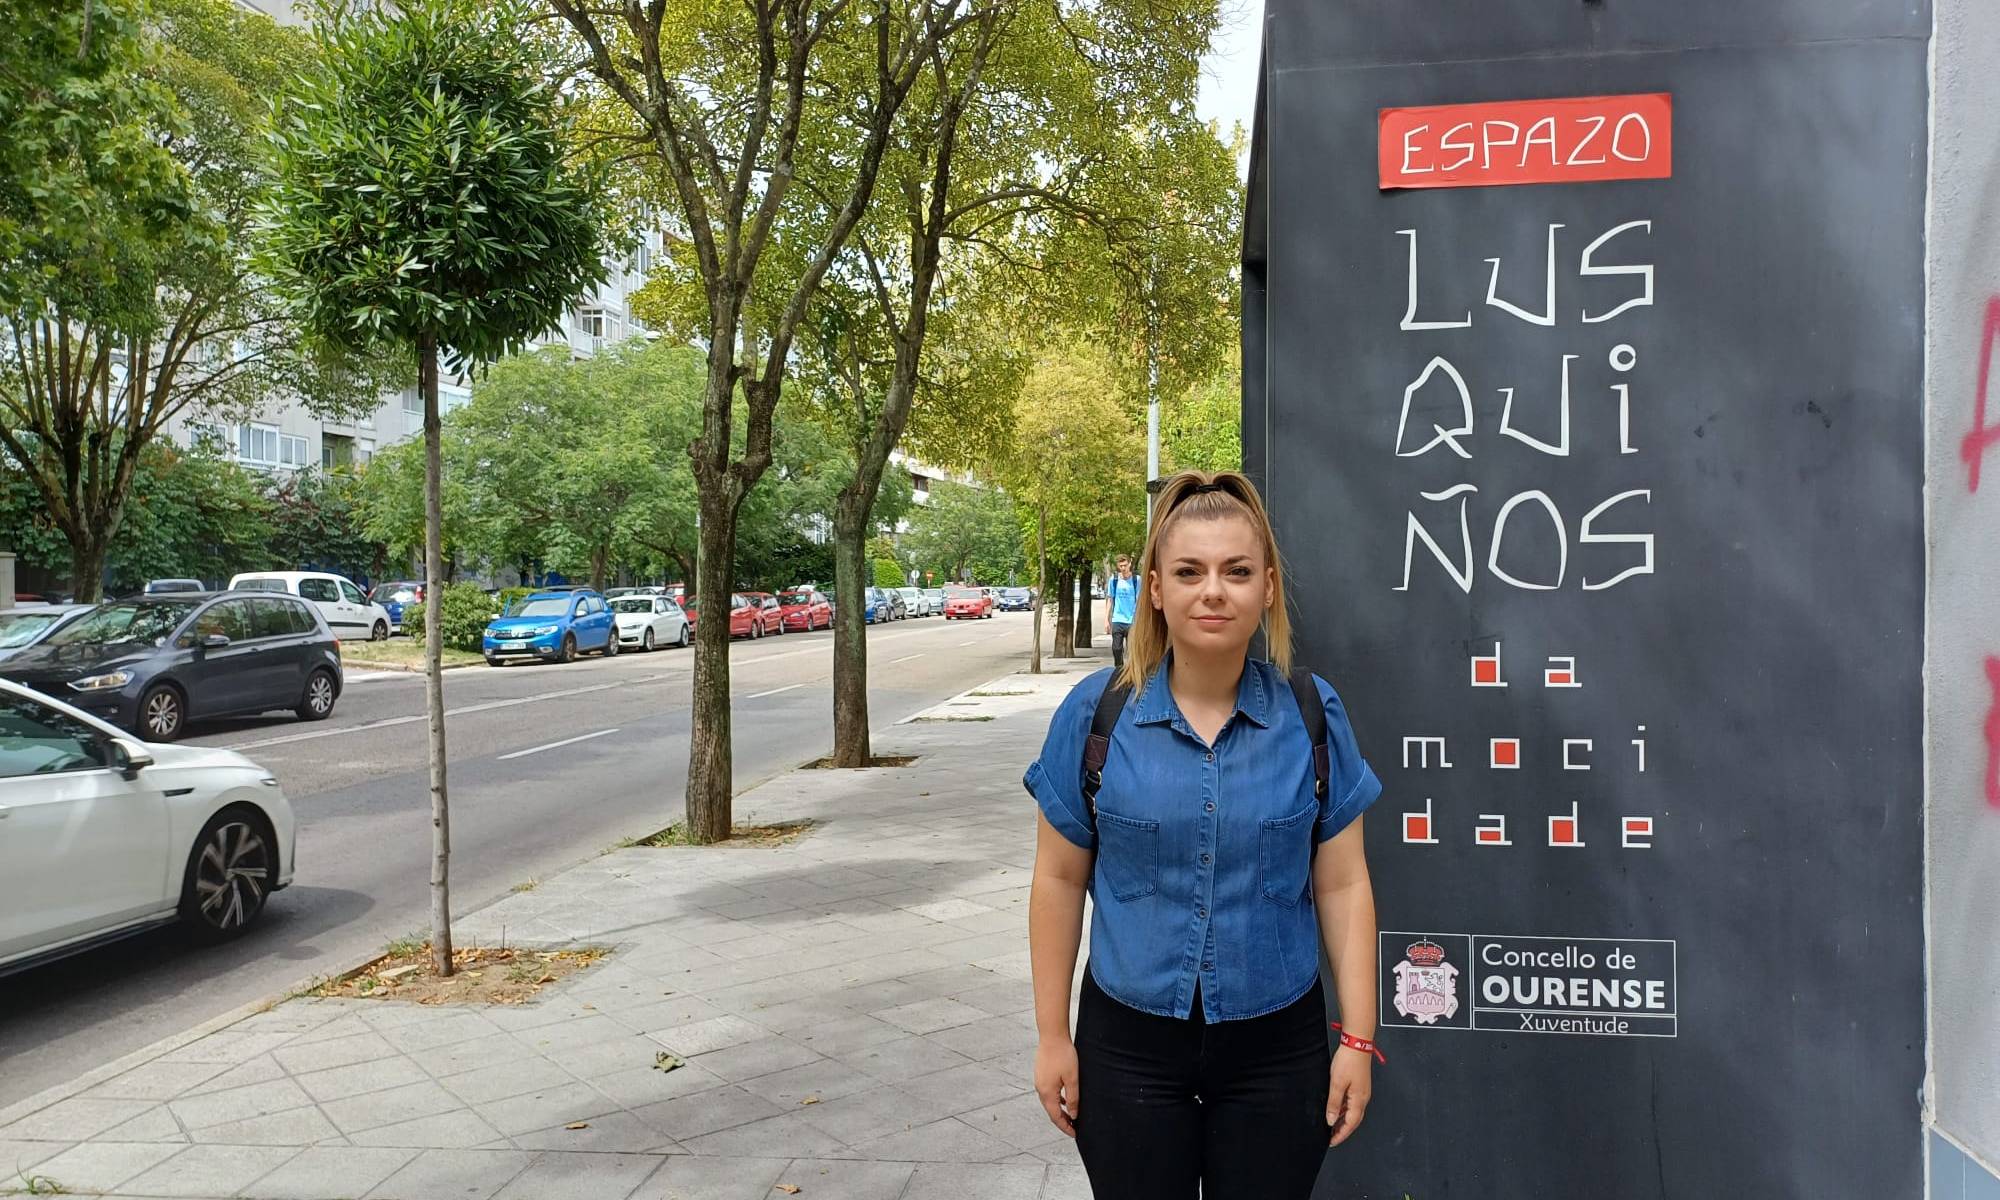 ESPAZO
LUS
QUi
ÑOS
da
moci
dade
Concello de
OURENSE
Xuventude